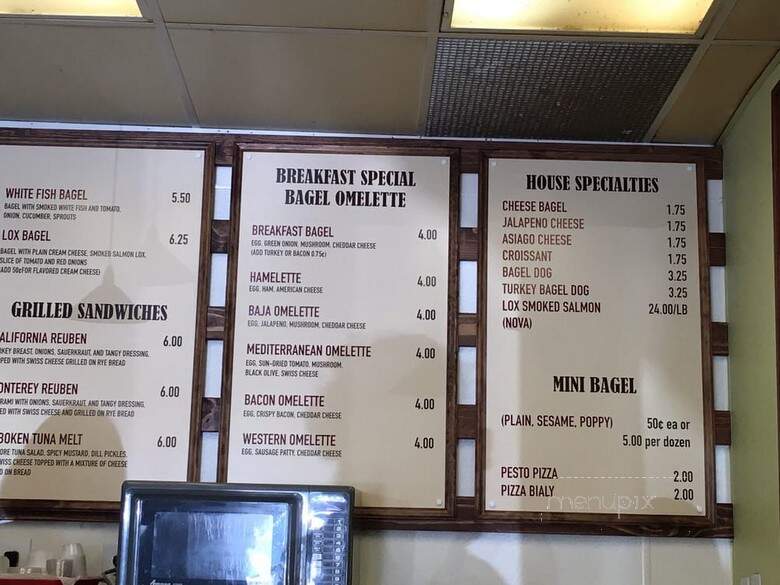 WHITE FISH BAGEL 5.50
BAGEL WITH SMOKED WHITE FISH AND TOMATO,
ONION, CUCUMBER, SPROUTS
LOX BAGEL 6.25
BAGEL WITH PLAIN CREAM CHEESE, SMOKED SALMON LOX,
SLICE OF TOMATO AND RED ONIONS
(ADD 50¢ FOR FLAVORED CREAM CHEESE)
GRILLED SANDWICHES
ALIFORNIA REUBEN 6.00
RKEY BREAST, ONIONS, SAUERKRAUT, AND TANGY DRESSING,
PED WITH SWISS CHEESE GRILLED ON RYE BREAD
ONTEREY REUBEN 6.00
RAMI WITH ONIONS, SAUERKRAUT, AND TANGY DRESSING,
ED WITH SWISS CHEESE AND GRILLED ON RYE BREAD
BOKEN TUNA MELT 6.00
ORE TUNA SALAD, SPICY MUSTARD, DILL PICKLES,
WISS CHEESE TOPPED WITH A MIXTURE OF CHEESE
D ON BREAD
BREAKFAST SPECIAL
BAGEL OMELETTE
BREAKFAST BAGEL 4.00
EGG, GREEN ONION, MUSHROOM, CHEDDAR CHEESE
(ADD TURKEY OR BACON 0.75¢)
HAMELETTE 4.00
EGG, HAM, AMERICAN CHEESE
BAJA OMELETTE 4.00
EGG, JALAPENO, MUSHROOM, CHEDDAR CHEESE
MEDITERRANEAN OMELETTE 4.00
EGG, SUN-DRIED TOMATO, MUSHROOM,
BLACK OLIVE, SWISS CHEESE
BACON OMELETTE 4.00
EGG, CRISPY BACON, CHEDDAR CHEESE
WESTERN OMELETTE 4.00
EGG, SAUSAGE PATTY, CHEDDAR CHEESE
HOUSE SPECIALTIES
CHEESE BAGEL 1.75
JALAPENO CHEESE 1.75
ASIAGO CHEESE 1.75
CROISSANT 1.75
BAGEL DOG 3.25
TURKEY BAGEL DOG 3.25
LOX SMOKED SALMON 24.00/LB
(NOVA)
MINI BAGEL
(PLAIN, SESAME, POPPY) 50¢ ea or
5.00 per dozen
PESTO PIZZA 2.00
PIZZA BIALY 2.00
menupix